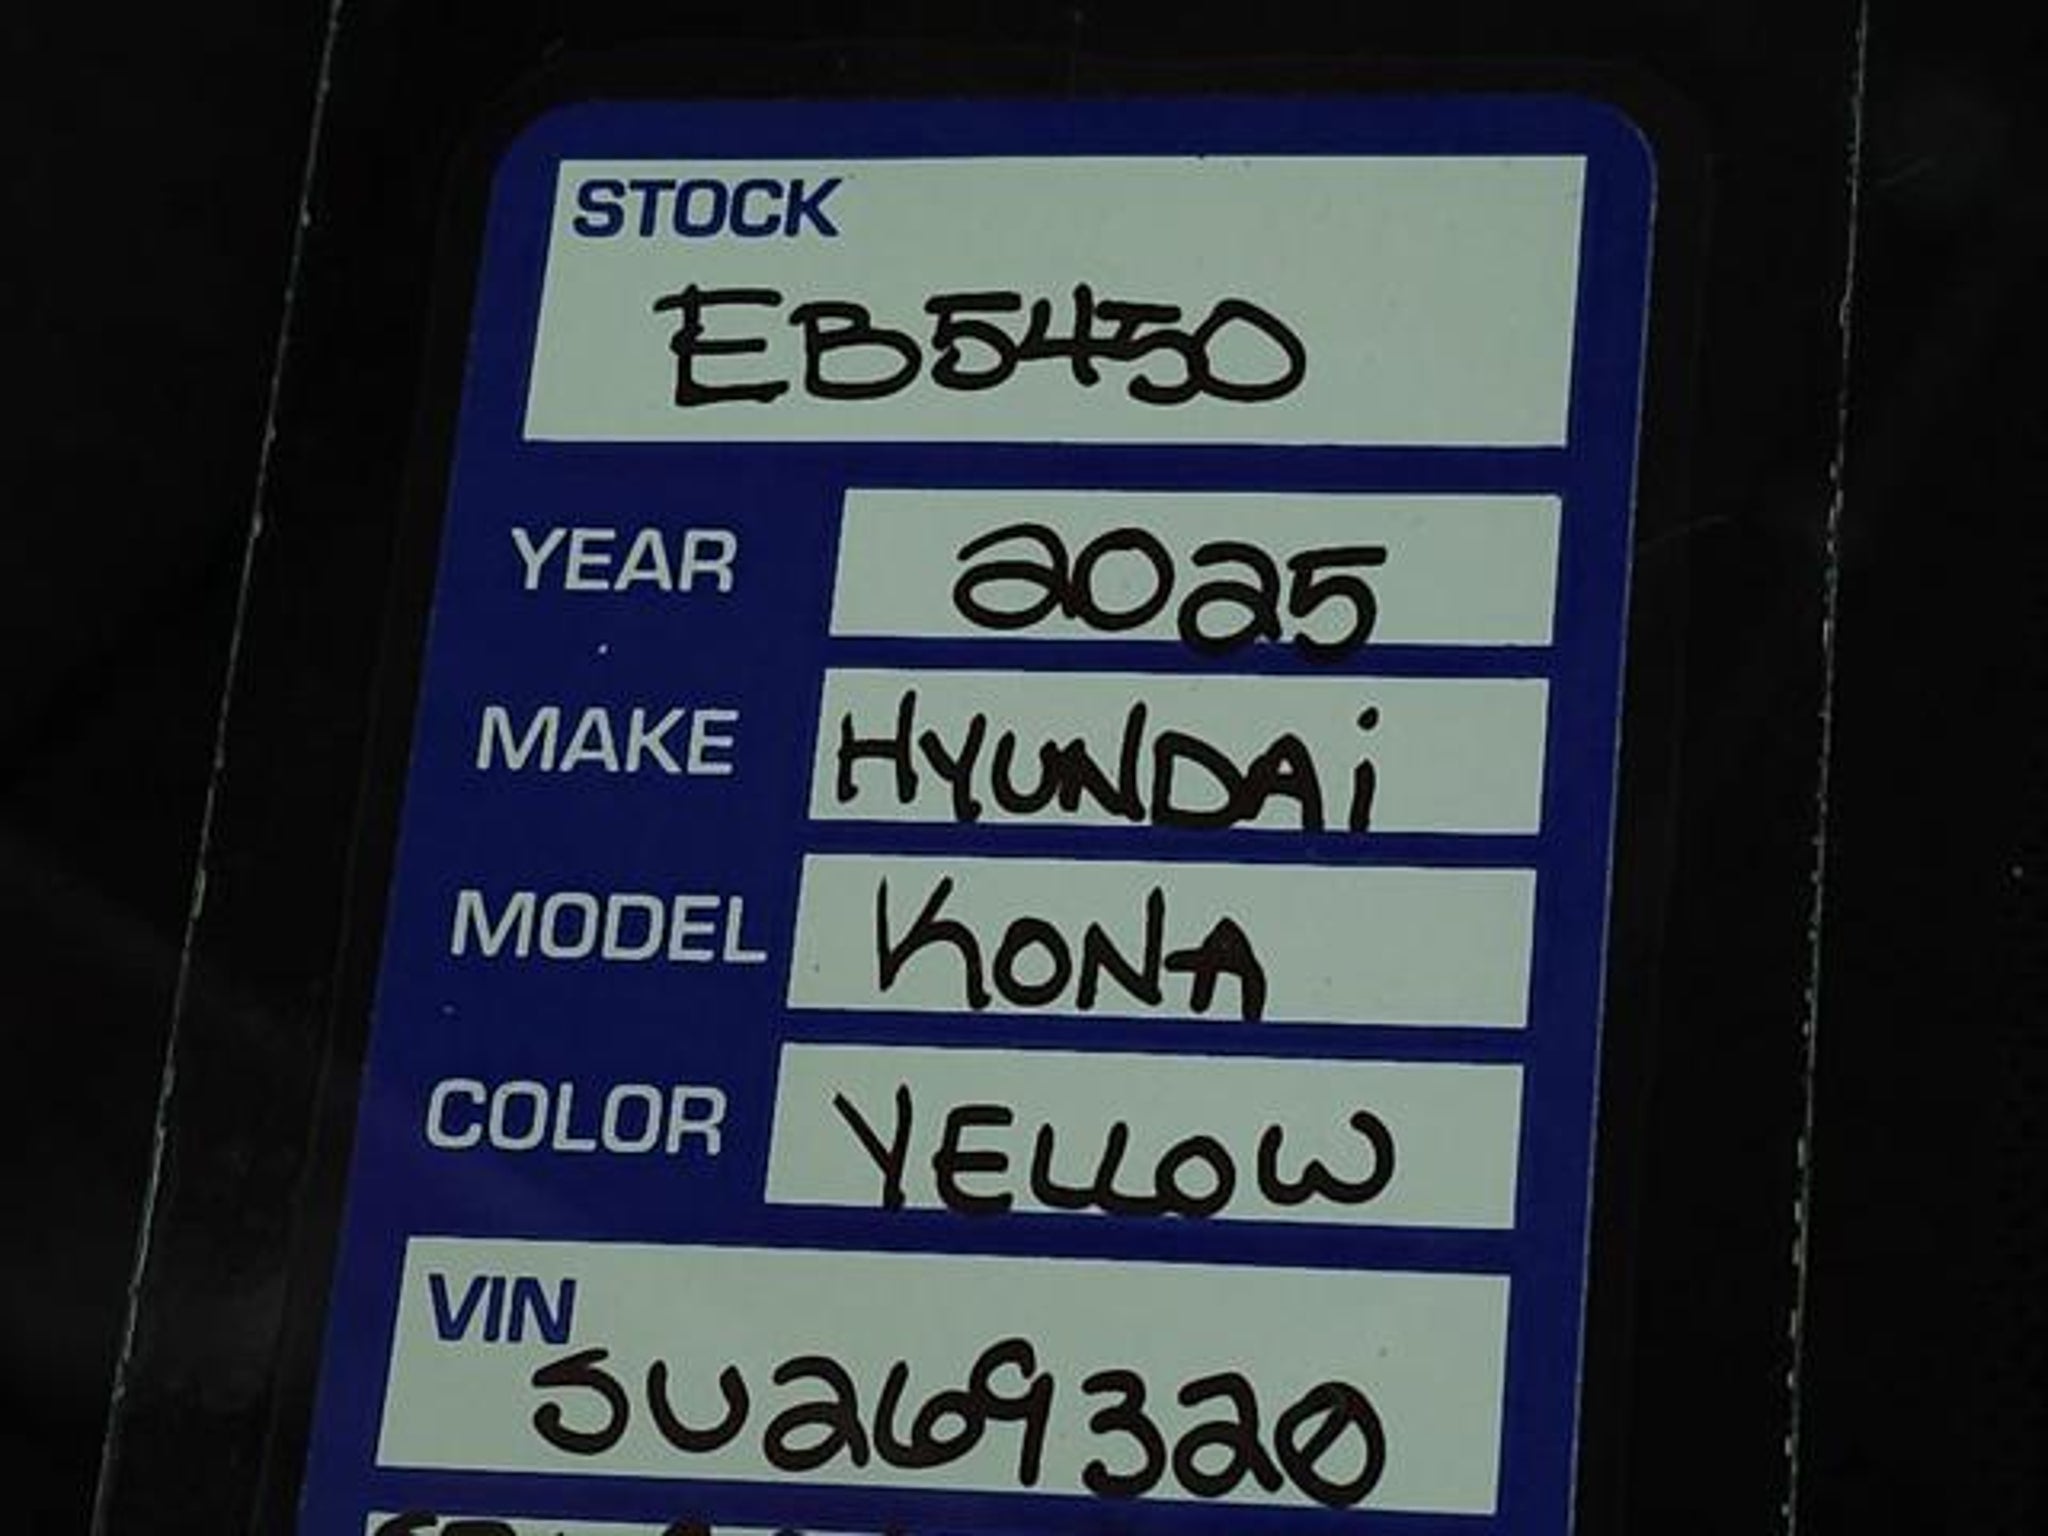 STOCK
EB5450
YEAR 2025
MAKE HYUNDAi
MODEL KONA
COLOR YELLOW
VIN
SU269320